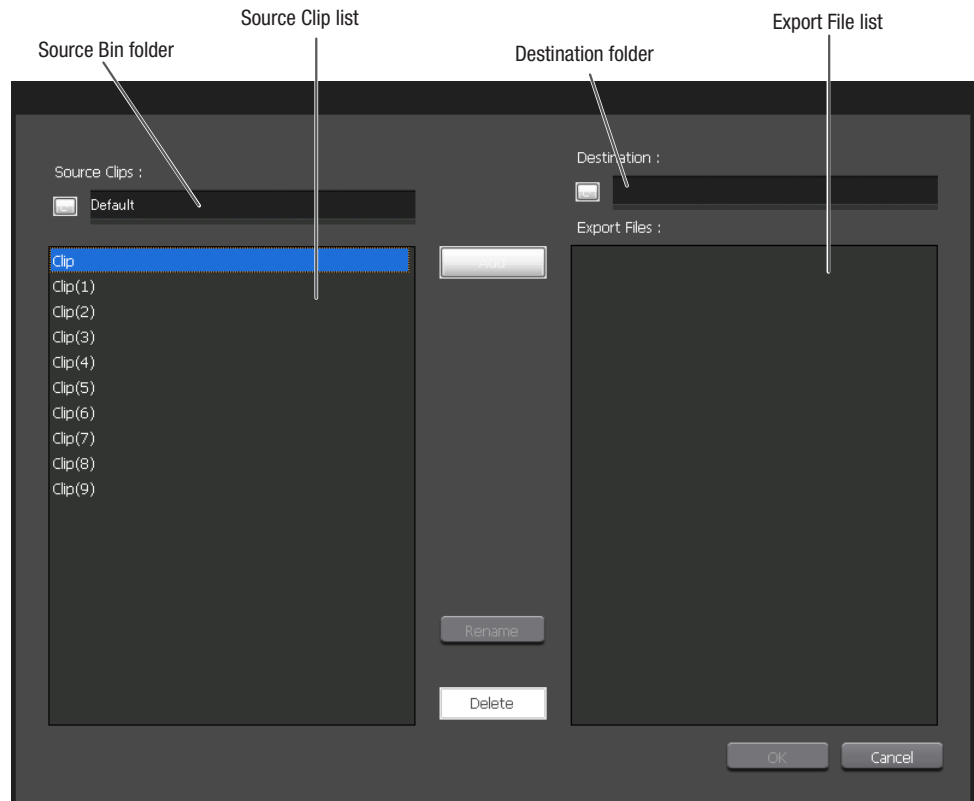 Source Clip list
Export File list
Source Bin folder
Destination folder
Source Clips :
Destination :
Default
Export Files :
Clip
Clip(1)
Clip(2)
Clip(3)
Clip(4)
Clip(5)
Clip(6)
Clip(7)
Clip(8)
Clip(9)
Add
Rename
Delete
OK
Cancel